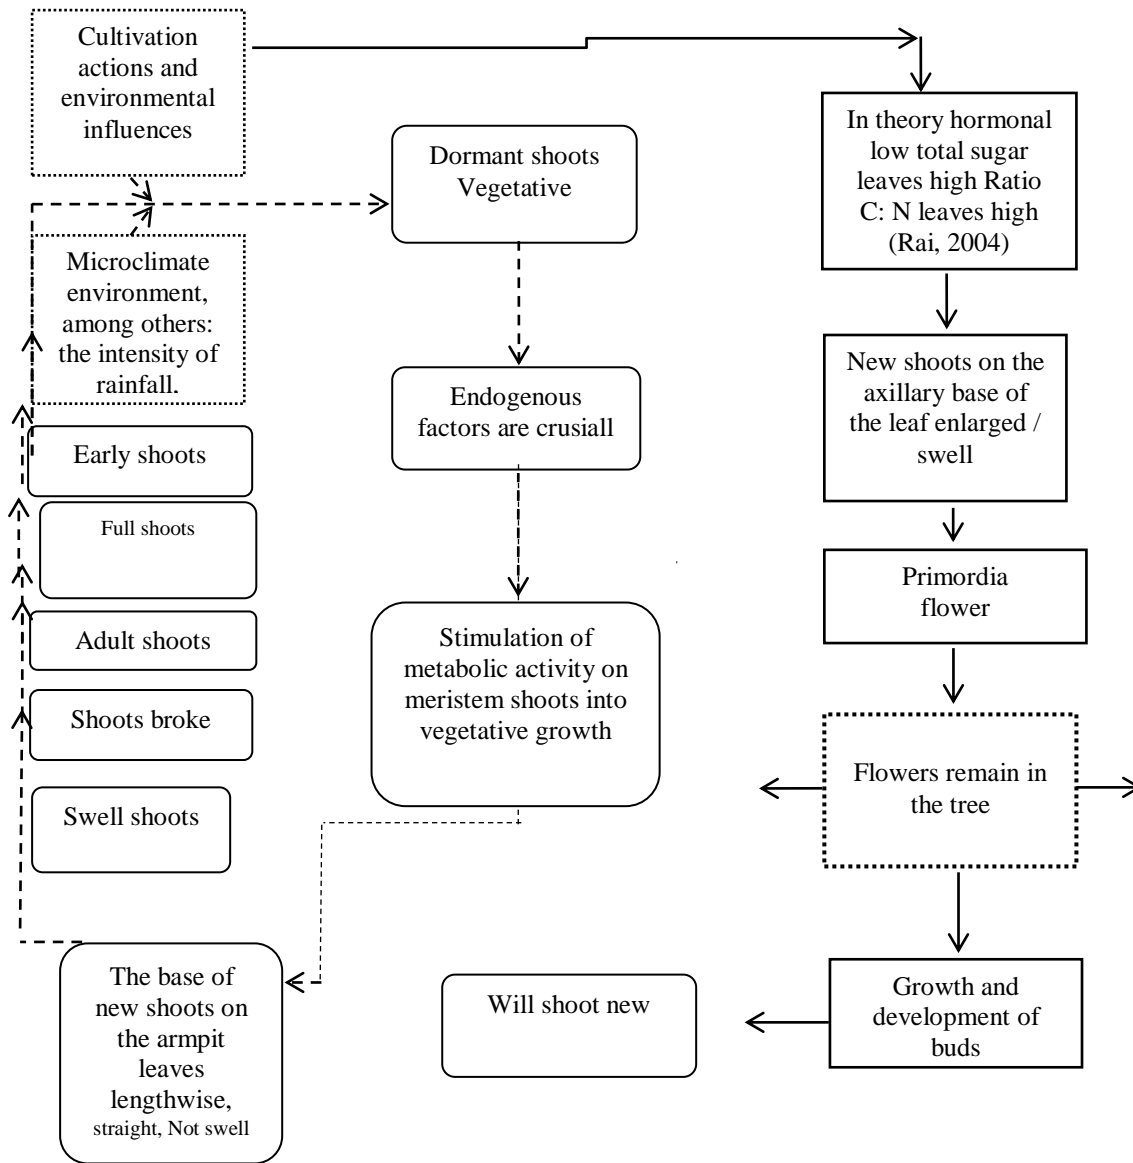 Cultivation
actions and
environmental
influences
Dormant shoots
Vegetative
In theory hormonal
low total sugar
leaves high Ratio
C: N leaves high
(Rai, 2004)
Microclimate
environment,
among others:
the intensity of
rainfall.
Endogenous
factors are crusiall
New shoots on the
axillary base of
the leaf enlarged /
swell
Early shoots
Full shoots
Adult shoots
Shoots broke
Swell shoots
Stimulation of
metabolic activity on
meristem shoots into
vegetative growth
Primordia
flower
Flowers remain in
the tree
The base of
new shoots on
the armpit
leaves
lengthwise,
straight, Not swell
Will shoot new
Growth and
development of
buds